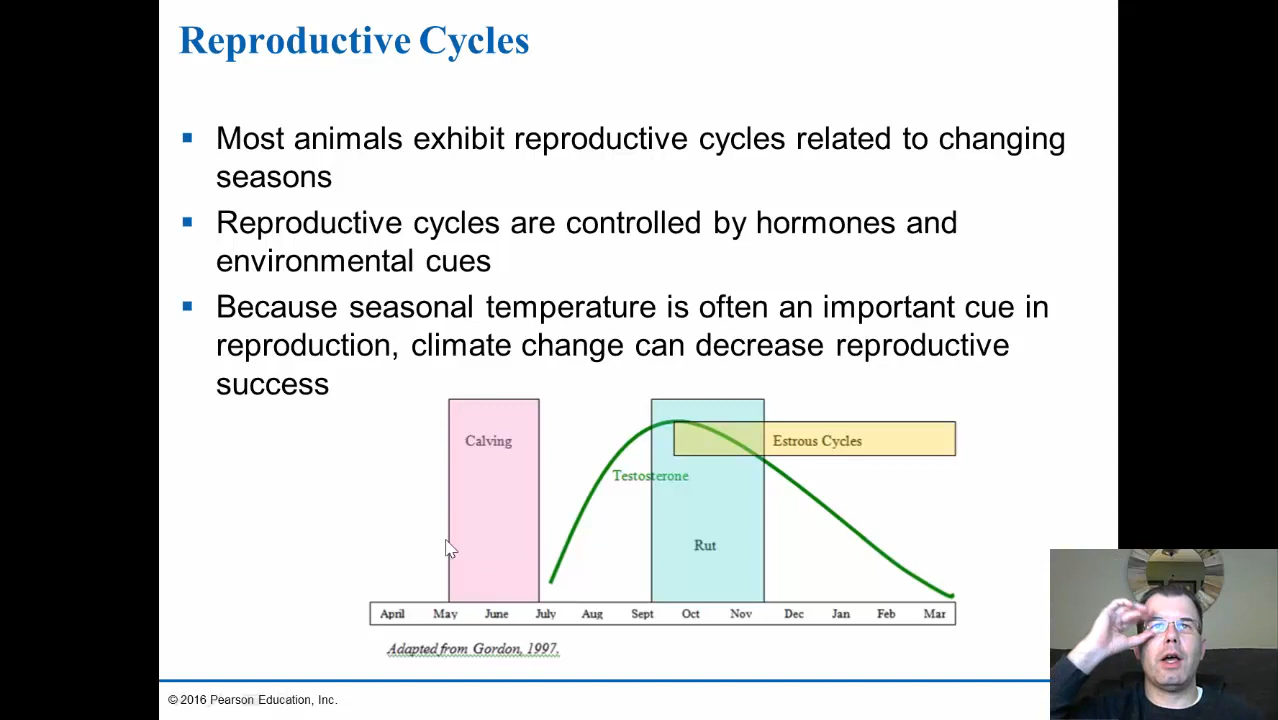 Reproductive Cycles
Most animals exhibit reproductive cycles related to changing
seasons
Reproductive cycles are controlled by hormones and
environmental cues
Because seasonal temperature is often an important cue in
reproduction, climate change can decrease reproductive
success
Calving
Estrous Cycles
Testosterone
Rut
April May June July Aug Sept Oct Nov Dec Jan Feb Mar
Adapted from Gordon, 1997.
© 2016 Pearson Education, Inc.